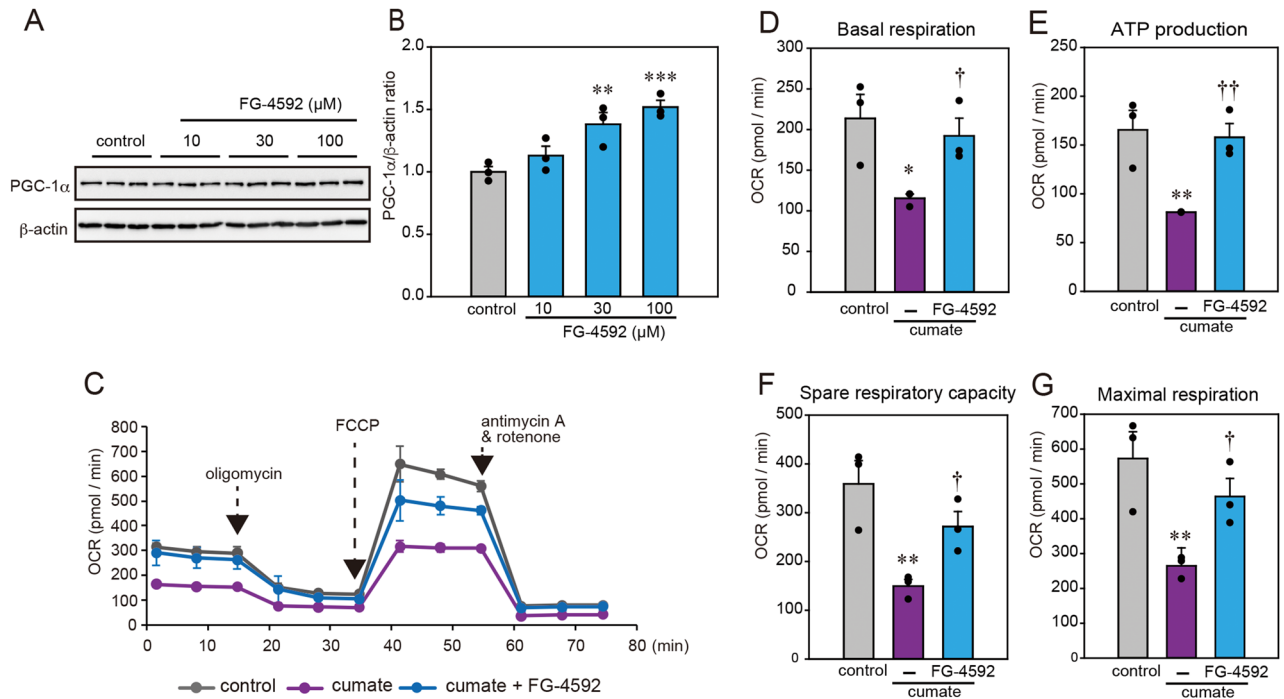 A
FG-4592 (μM)
control 10 30 100
PGC-1α
β-actin
B
PGC-1α/β-actin ratio
2.0
1.5
1.0
0.5
0.0
** ***
control 10 30 100
FG-4592 (μM)
C
OCR (pmol / min)
800
700
600
500
400
300
200
100
0
oligomycin
FCCP
antimycin A
& rotenone
0 10 20 30 40 50 60 70 80 (min)
control cumate cumate + FG-4592
D
Basal respiration
OCR (pmol / min)
300
250
200
150
100
50
0
* †
control – FG-4592
cumate
E
ATP production
OCR (pmol / min)
250
200
150
100
50
0
** ††
control – FG-4592
cumate
F
Spare respiratory capacity
OCR (pmol / min)
500
400
300
200
100
0
** †
control – FG-4592
cumate
G
Maximal respiration
OCR (pmol / min)
700
600
500
400
300
200
100
0
** †
control – FG-4592
cumate